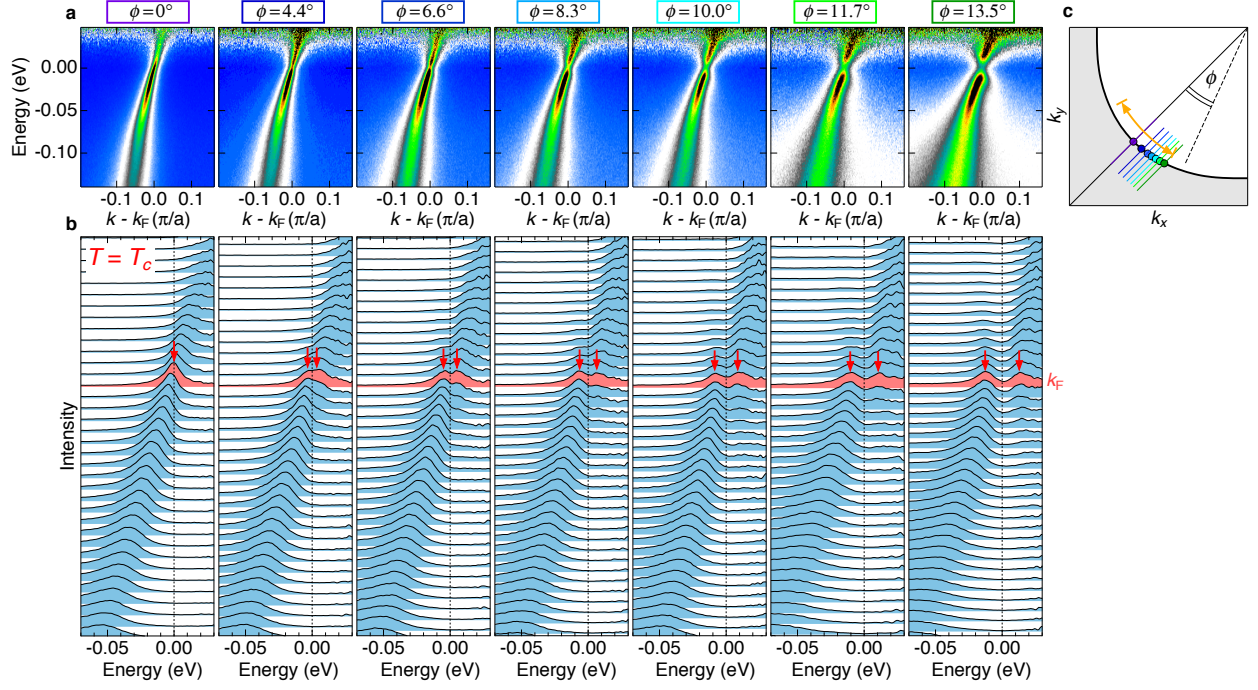 a
ϕ=0°
ϕ=4.4°
ϕ=6.6°
ϕ=8.3°
ϕ=10.0°
ϕ=11.7°
ϕ=13.5°
c
Energy (eV)
0.00
-0.05
-0.10
-0.1 0.0 0.1
-0.1 0.0 0.1
-0.1 0.0 0.1
-0.1 0.0 0.1
-0.1 0.0 0.1
-0.1 0.0 0.1
-0.1 0.0 0.1
k - kF (π/a)
k - kF (π/a)
k - kF (π/a)
k - kF (π/a)
k - kF (π/a)
k - kF (π/a)
k - kF (π/a)
ϕ
ky
kx
b
T = Tc
kF
Intensity
-0.05 0.00
-0.05 0.00
-0.05 0.00
-0.05 0.00
-0.05 0.00
-0.05 0.00
-0.05 0.00
Energy (eV)
Energy (eV)
Energy (eV)
Energy (eV)
Energy (eV)
Energy (eV)
Energy (eV)